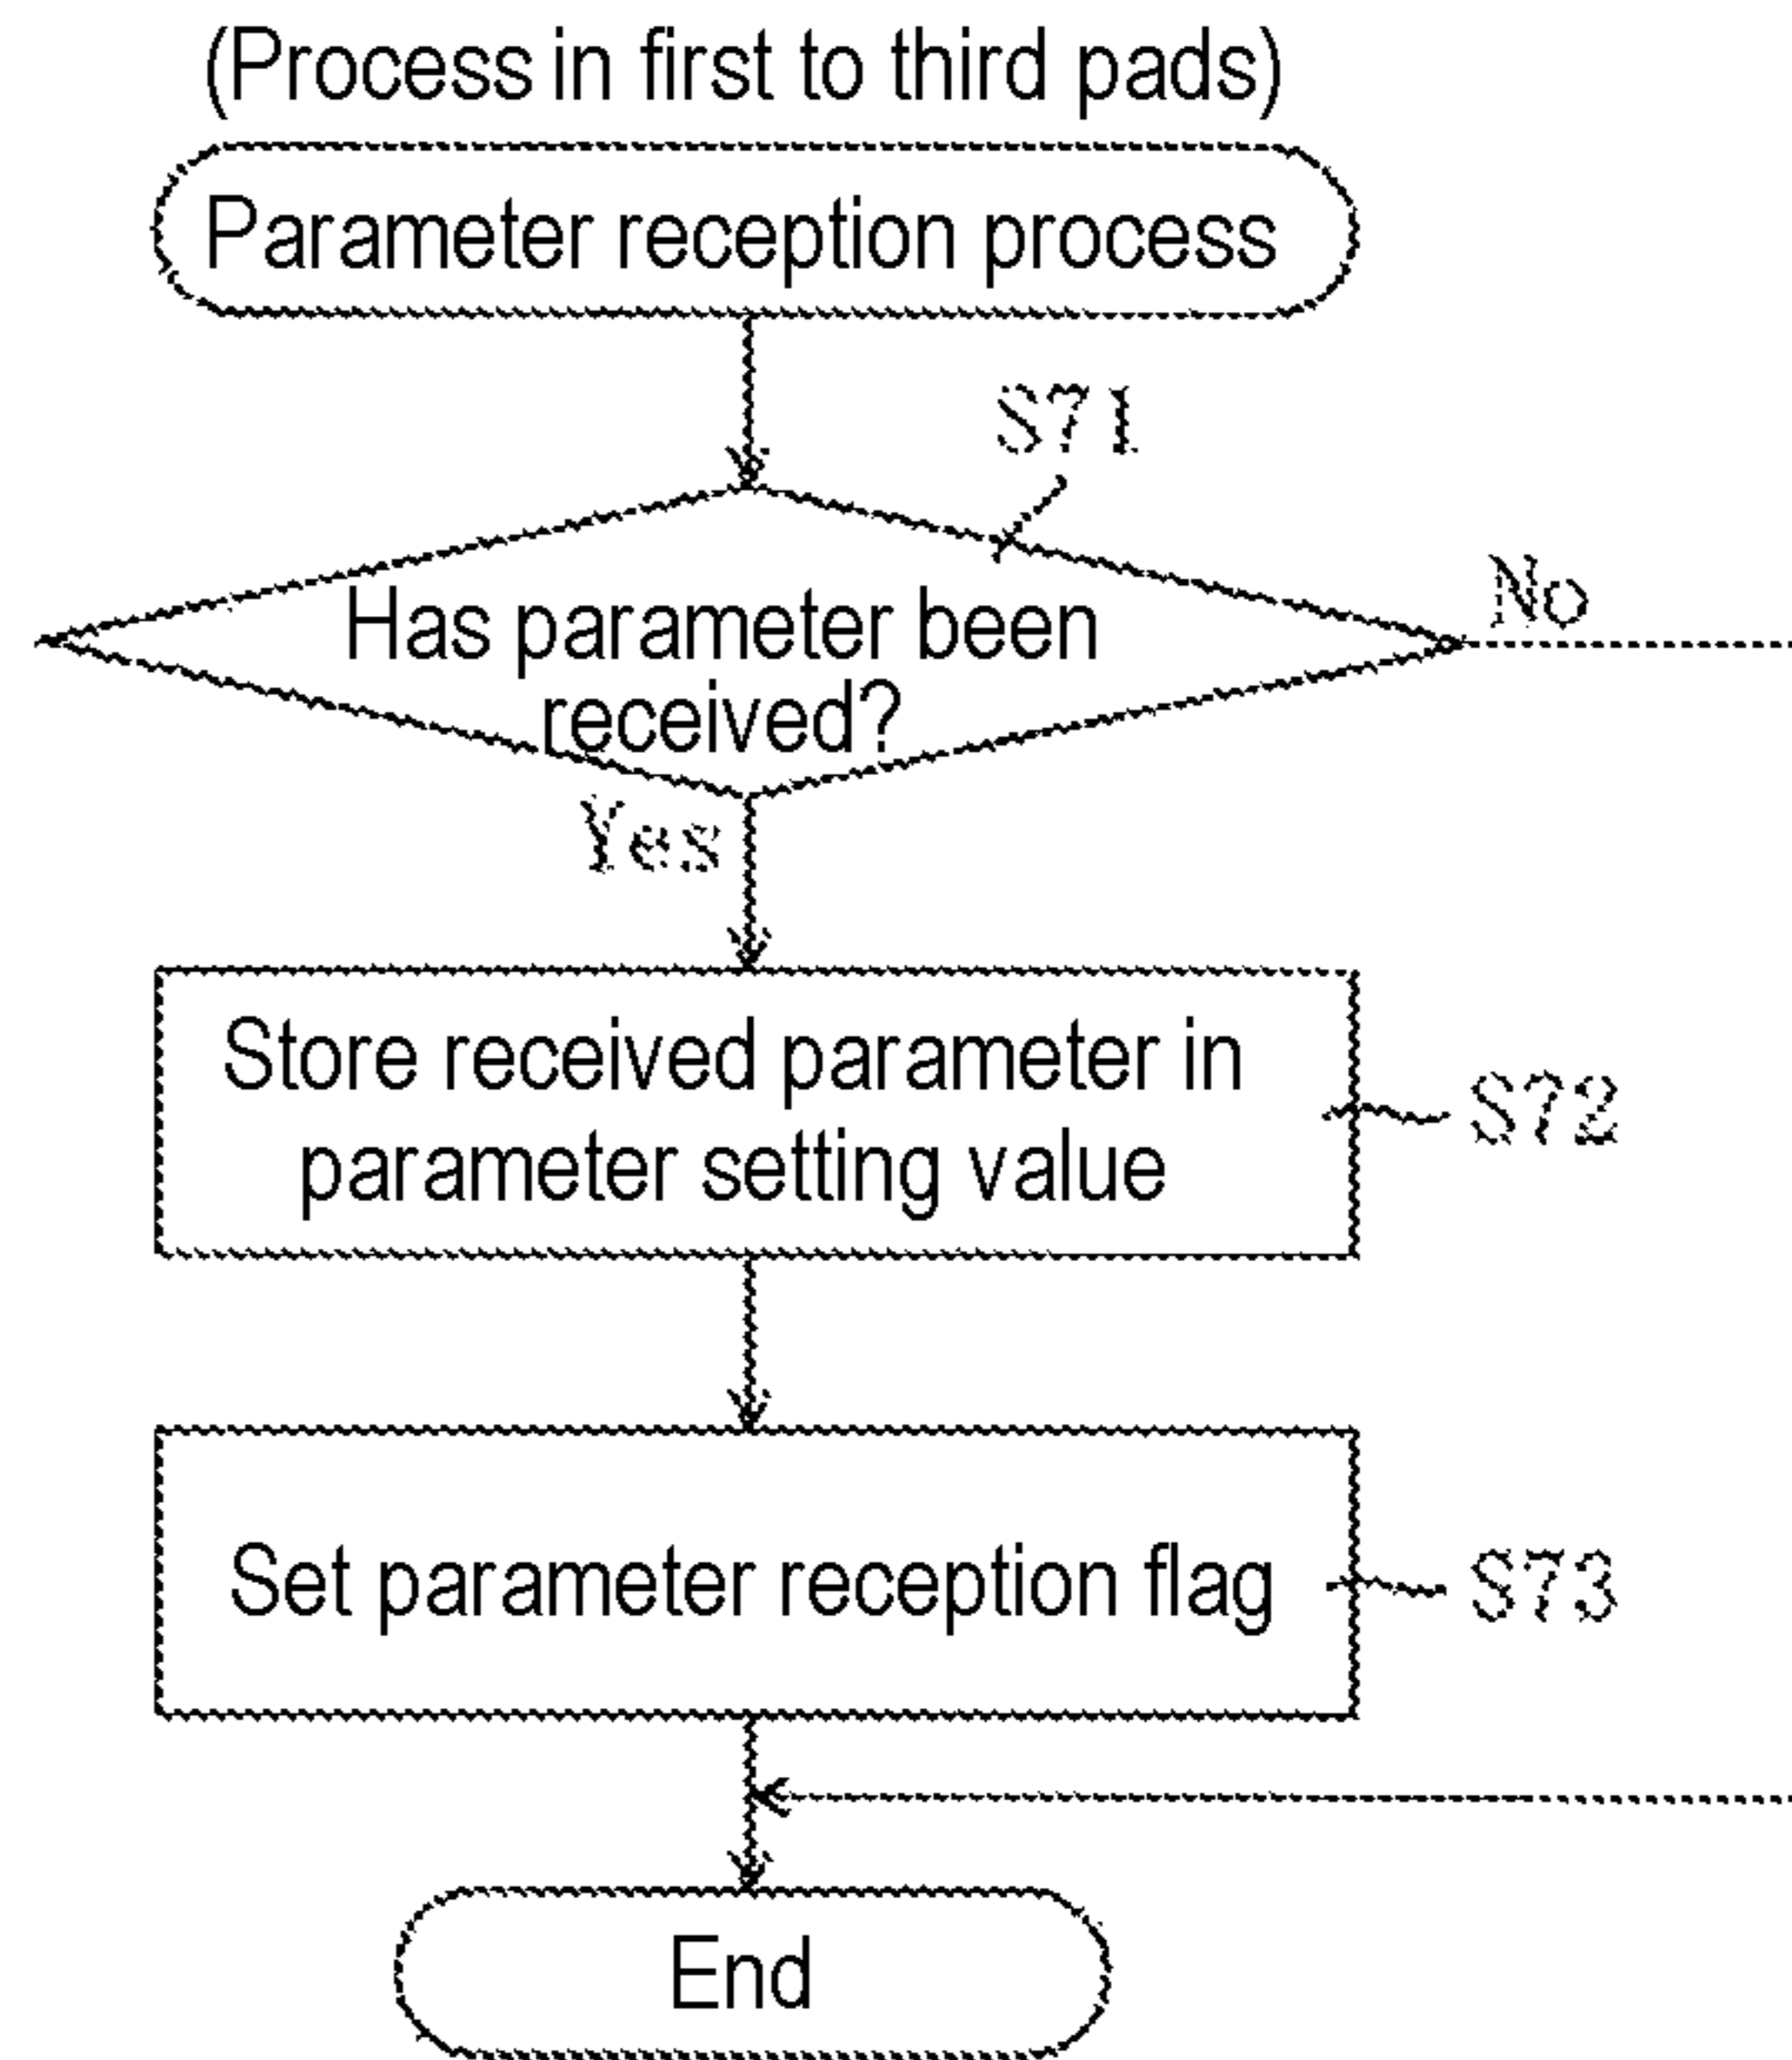 (Process in first to third pads)
Parameter reception process
S71
Has parameter been
received?
No
Yes
Store received parameter in
parameter setting value
S72
Set parameter reception flag
S73
End